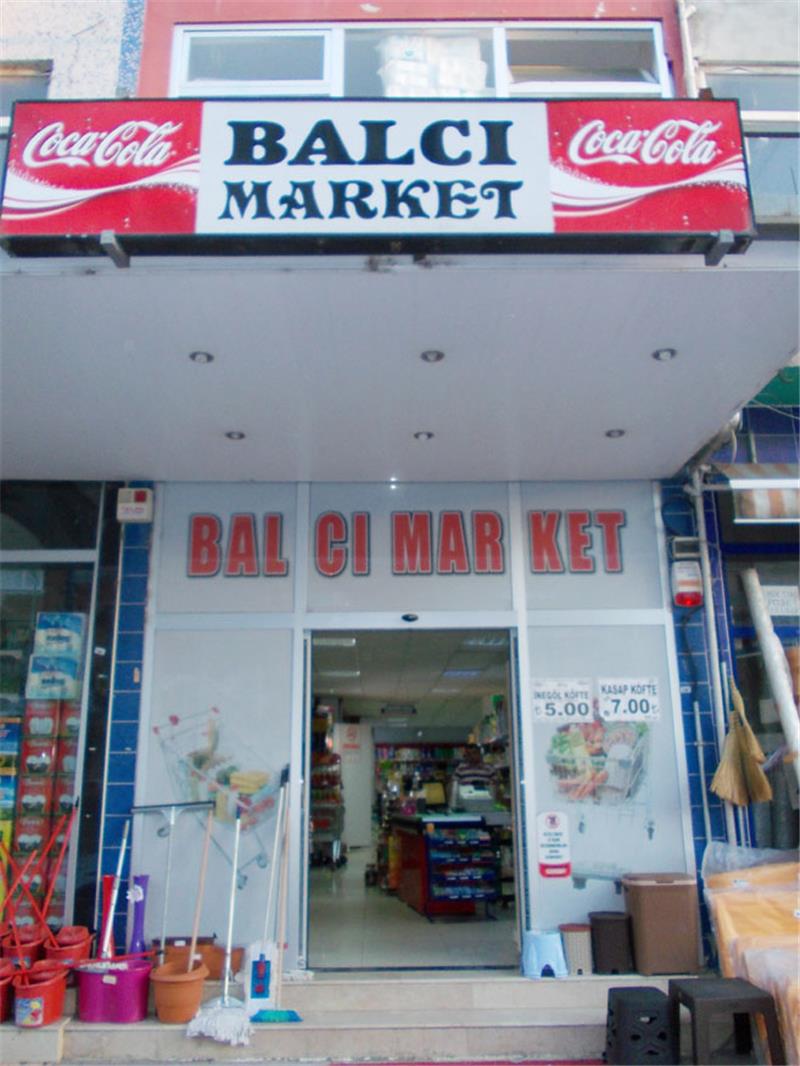 Coca-Cola
BALCI
MARKET
Coca-Cola
BALCI MARKET
İNEGÖL KÖFTE
₺5.00
KASAP KÖFTE
₺7.00